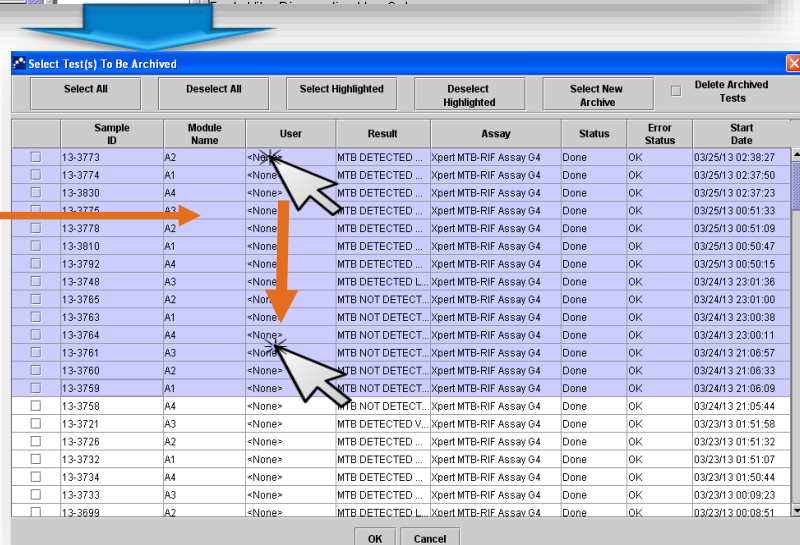 Select Test(s) To Be Archived
Select All Deselect All Select Highlighted Deselect Highlighted Select New Archive Delete Archived Tests
Sample ID Module Name User Result Assay Status Error Status Start Date
13-3773 A2 MTB DETECTED ... Xpert MTB-RIF Assay G4 Done OK 03/25/13 02:38:27
13-3774 A1 <None> MTB DETECTED ... Xpert MTB-RIF Assay G4 Done OK 03/25/13 02:37:50
13-3830 A4 <None> MTB DETECTED ... Xpert MTB-RIF Assay G4 Done OK 03/25/13 02:37:23
13-3775 A3 <None> MTB DETECTED ... Xpert MTB-RIF Assay G4 Done OK 03/25/13 00:51:33
13-3778 A2 <None> MTB DETECTED ... Xpert MTB-RIF Assay G4 Done OK 03/25/13 00:51:09
13-3810 A1 <None> MTB DETECTED ... Xpert MTB-RIF Assay G4 Done OK 03/25/13 00:50:47
13-3792 A4 <None> MTB DETECTED ... Xpert MTB-RIF Assay G4 Done OK 03/25/13 00:50:15
13-3748 A3 <None> MTB DETECTED L... Xpert MTB-RIF Assay G4 Done OK 03/24/13 23:01:36
13-3765 A2 <None> MTB NOT DETECT... Xpert MTB-RIF Assay G4 Done OK 03/24/13 23:01:00
13-3763 A1 <None> MTB NOT DETECT... Xpert MTB-RIF Assay G4 Done OK 03/24/13 23:00:38
13-3764 A4 <None> MTB NOT DETECT... Xpert MTB-RIF Assay G4 Done OK 03/24/13 23:00:11
13-3761 A3 <None> MTB NOT DETECT... Xpert MTB-RIF Assay G4 Done OK 03/24/13 21:06:57
13-3760 A2 <None> MTB NOT DETECT... Xpert MTB-RIF Assay G4 Done OK 03/24/13 21:06:33
13-3759 A1 <None> MTB NOT DETECT... Xpert MTB-RIF Assay G4 Done OK 03/24/13 21:06:09
13-3758 A4 <None> MTB NOT DETECT... Xpert MTB-RIF Assay G4 Done OK 03/24/13 21:05:44
13-3721 A3 <None> MTB DETECTED V... Xpert MTB-RIF Assay G4 Done OK 03/23/13 01:51:58
13-3726 A2 <None> MTB DETECTED ... Xpert MTB-RIF Assay G4 Done OK 03/23/13 01:51:32
13-3732 A1 <None> MTB DETECTED ... Xpert MTB-RIF Assay G4 Done OK 03/23/13 01:51:07
13-3734 A4 <None> MTB DETECTED ... Xpert MTB-RIF Assay G4 Done OK 03/23/13 01:50:44
13-3733 A3 <None> MTB DETECTED ... Xpert MTB-RIF Assay G4 Done OK 03/23/13 00:09:23
13-3699 A2 <None> MTB DETECTED L... Xpert MTB-RIF Assay G4 Done OK 03/23/13 00:08:51
OK Cancel